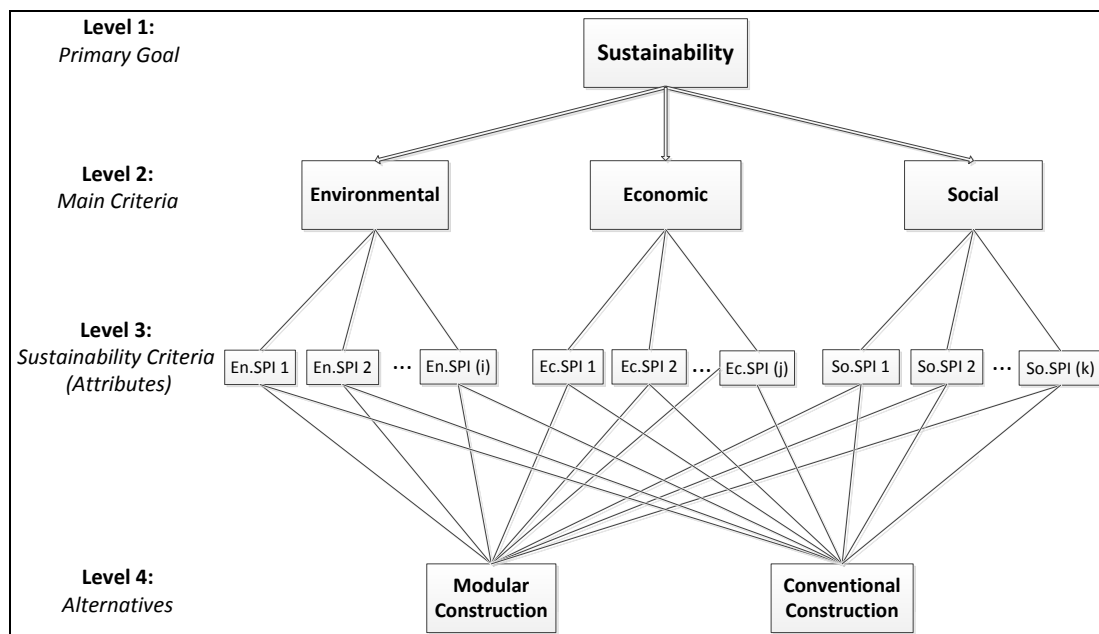 Level 1:
Primary Goal
Sustainability
Level 2:
Main Criteria
Environmental
Economic
Social
Level 3:
Sustainability Criteria
(Attributes)
En.SPI 1
En.SPI 2
...
En.SPI (i)
Ec.SPI 1
Ec.SPI 2
...
Ec.SPI (j)
So.SPI 1
So.SPI 2
...
So.SPI (k)
Level 4:
Alternatives
Modular
Construction
Conventional
Construction